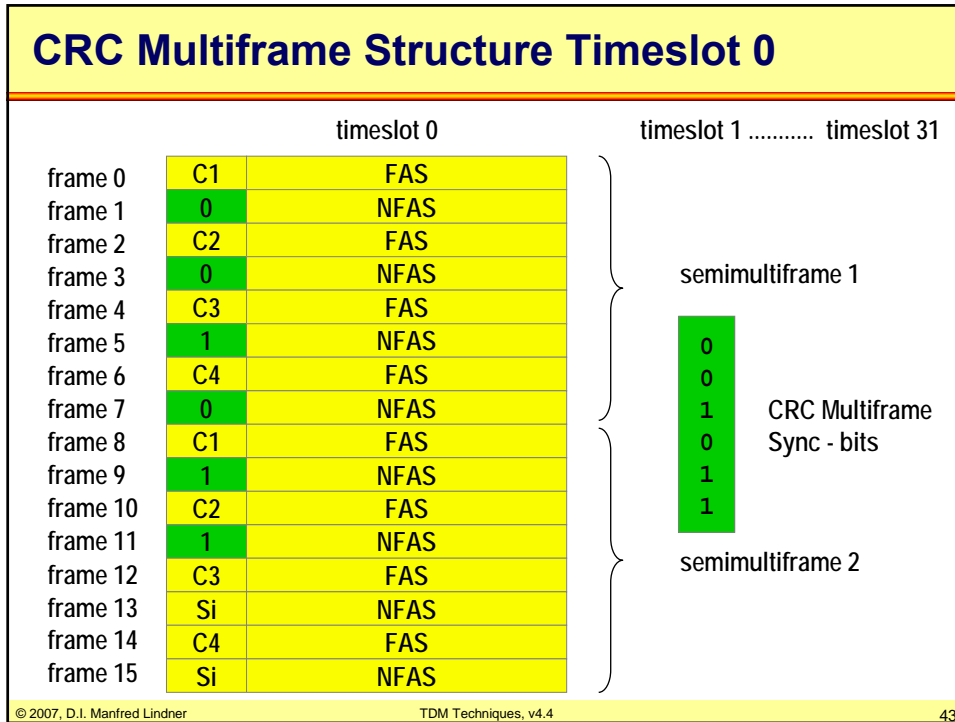 CRC Multiframe Structure Timeslot 0
timeslot 0 timeslot 1 ........... timeslot 31
frame 0 C1 FAS
frame 1 0 NFAS
frame 2 C2 FAS
frame 3 0 NFAS
semimultiframe 1
frame 4 C3 FAS
frame 5 1 NFAS
0
frame 6 C4 FAS
0
frame 7 0 NFAS
1 CRC Multiframe
frame 8 C1 FAS
0 Sync - bits
frame 9 1 NFAS
1
frame 10 C2 FAS
1
frame 11 1 NFAS
semimultiframe 2
frame 12 C3 FAS
frame 13 Si NFAS
frame 14 C4 FAS
frame 15 Si NFAS
© 2007, D.I. Manfred Lindner TDM Techniques, v4.4 43